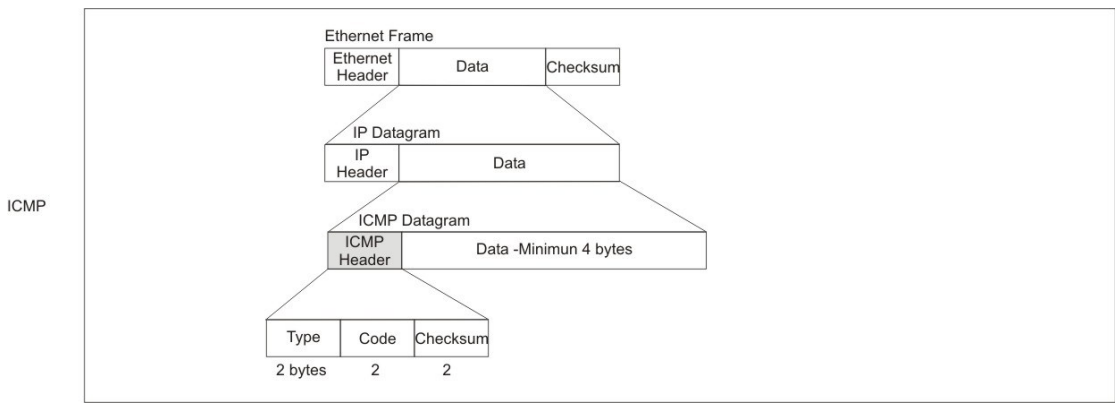 Ethernet Frame
Ethernet
Header
Data
Checksum
IP Datagram
IP
Header
Data
ICMP
ICMP Datagram
ICMP
Header
Data -Minimun 4 bytes
Type
Code
Checksum
2 bytes
2
2